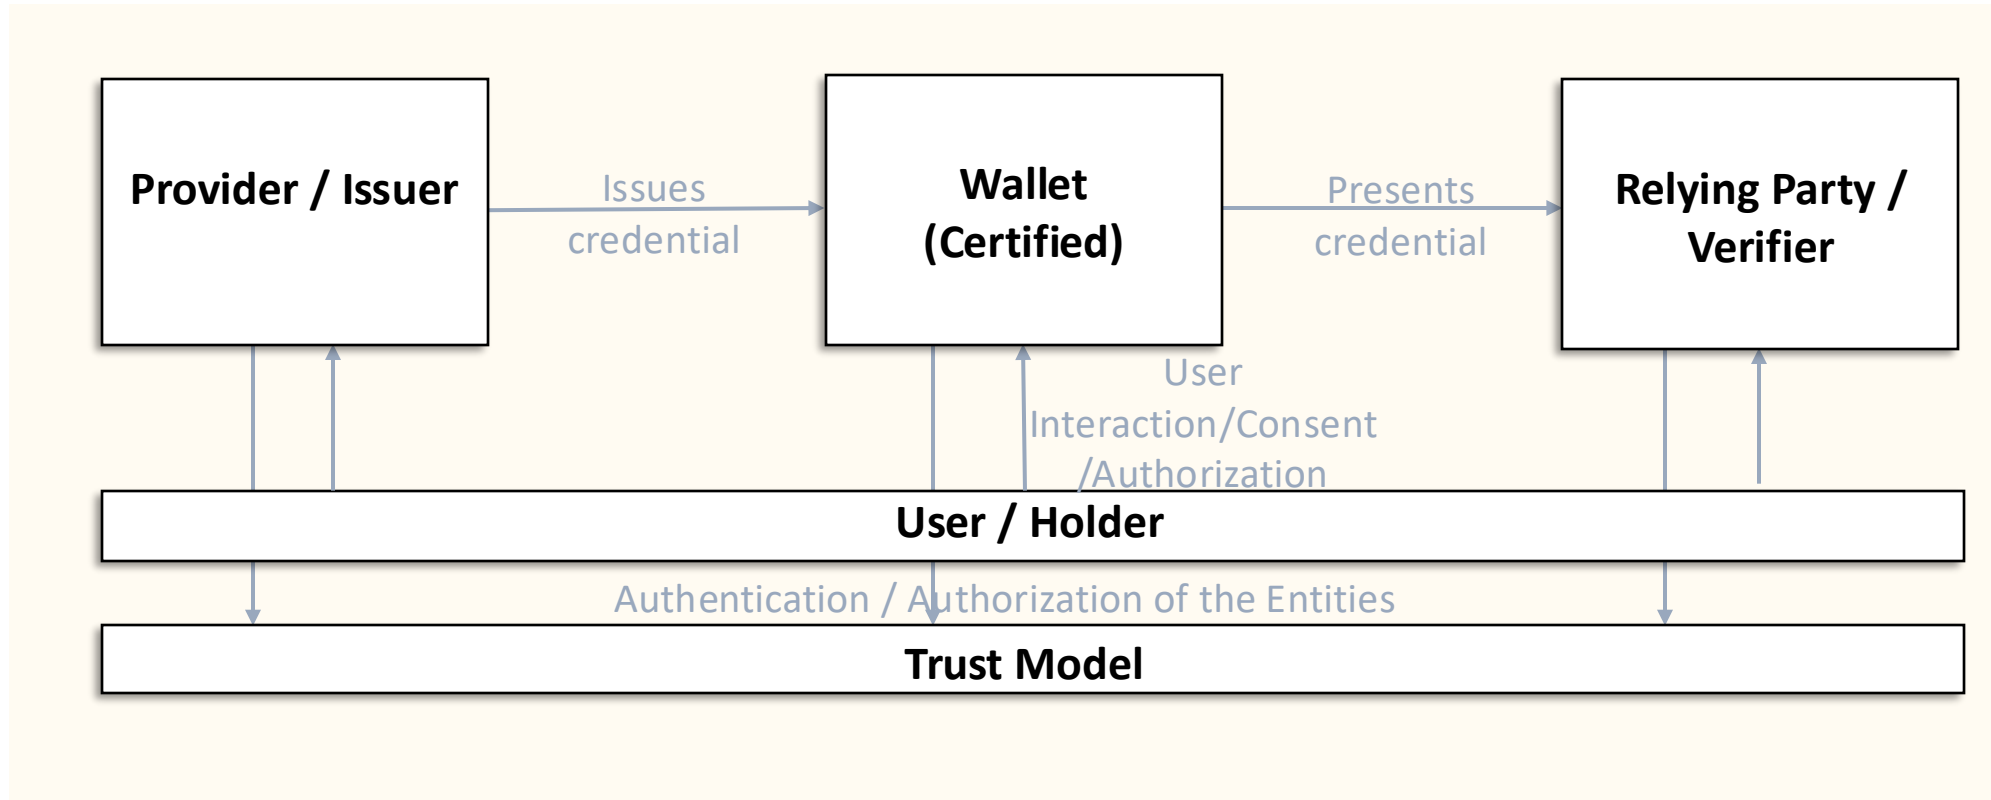 Provider / Issuer
Issues
credential
Wallet
(Certified)
Presents
credential
Relying Party /
Verifier
User
Interaction/Consent
/Authorization
User / Holder
Authentication / Authorization of the Entities
Trust Model